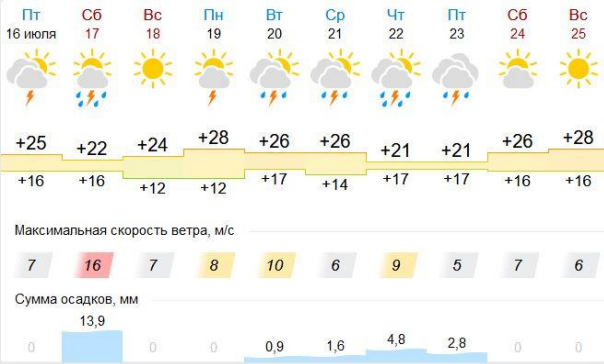 Пт Сб Вс Пн Вт Ср Чт Пт Сб Вс
16 июля 17 18 19 20 21 22 23 24 25
+25 +22 +24 +28 +26 +26 +21 +21 +26 +28
+16 +16 +12 +12 +17 +14 +17 +17 +16 +16
Максимальная скорость ветра, м/с
7 16 7 8 10 6 9 5 7 6
Сумма осадков, мм
0 13,9 0 0 0,9 1,6 4,8 2,8 0 0